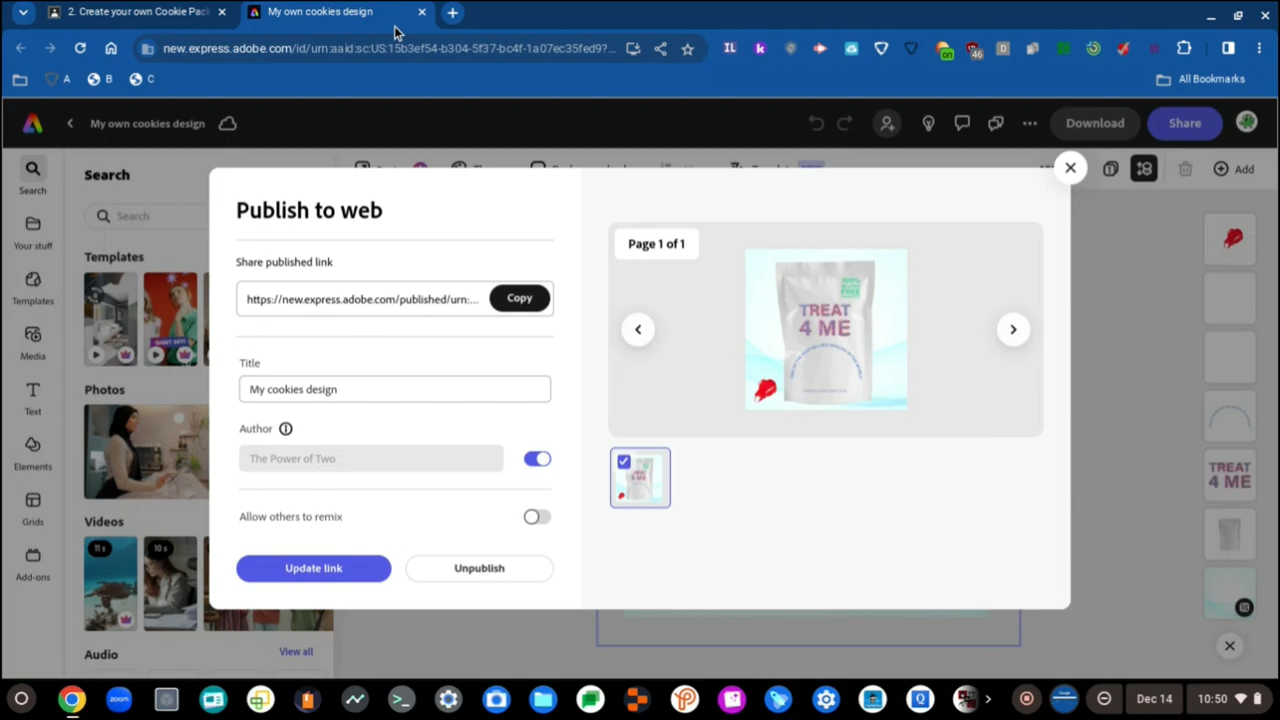 2. Create your own Cookie Pac
My own cookies design
new.express.adobe.com/id/urn:aaid:sc:US:15b3ef54-b304-5f37-bc4f-1a07ec35fed9?...
A B C
All Bookmarks
My own cookies design
Download
Share
Search
Your stuff
Templates
Media
Text
Elements
Grids
Add-ons
Search
Search
Templates
Photos
Videos
11 s
10 s
Audio
View all
Add
Publish to web
Share published link
https://new.express.adobe.com/published/urn:...
Copy
Title
My cookies design
Author
The Power of Two
Allow others to remix
Update link
Unpublish
Page 1 of 1
TREAT
4 ME
TREAT
4 ME
Dec 14
10:50